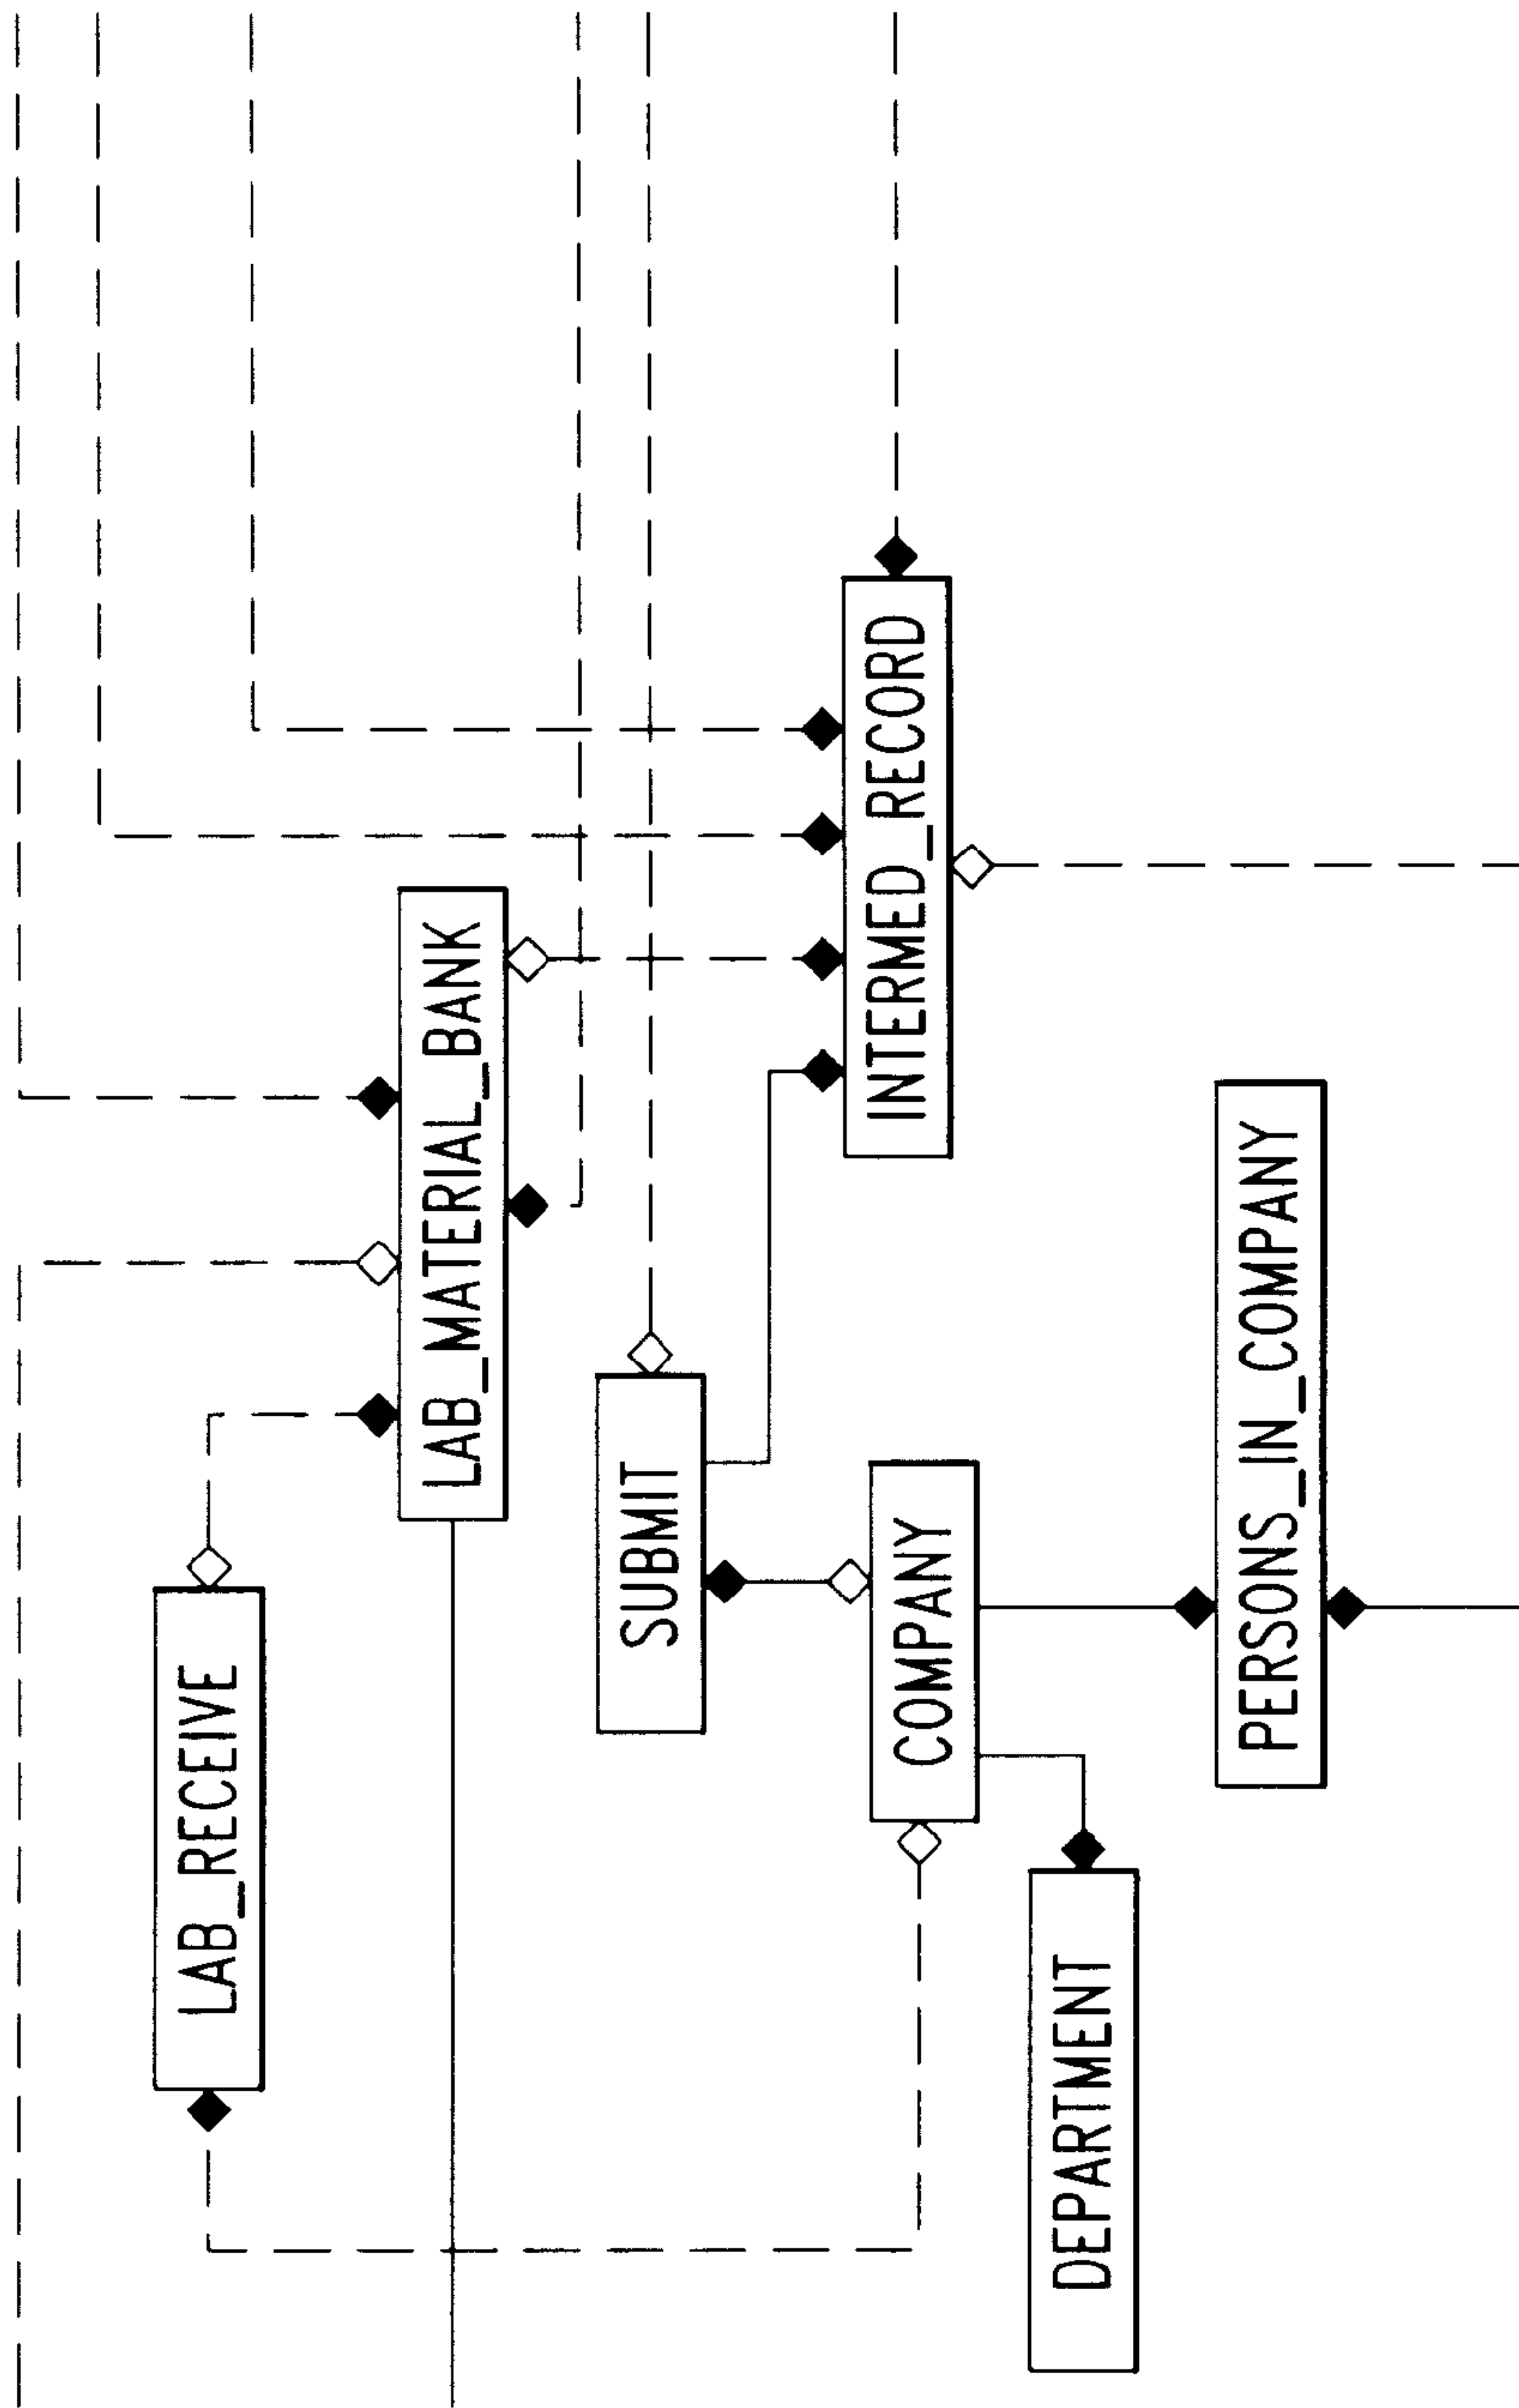 LAB_RECEIVE
LAB_MATERIAL_BANK
SUBMIT
COMPANY
INTERMED_RECORD
DEPARTMENT
PERSONS_IN_COMPANY